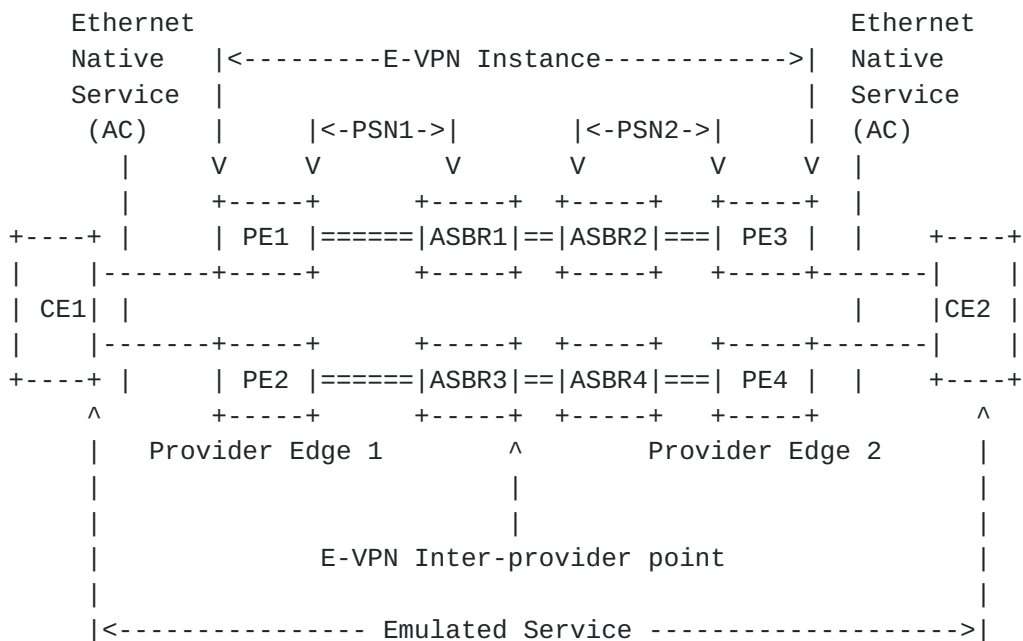 Ethernet                                          Ethernet
    Native   |<---------E-VPN Instance------------>|  Native
    Service  |                                     |  Service
     (AC)    |     |<-PSN1->|       |<-PSN2->|     |  (AC)
       |     V     V        V       V        V     V  |
       |     +-----+      +-----+  +-----+   +-----+  |
+----+ |     | PE1 |======|ASBR1|==|ASBR2|===| PE3 |  |    +----+
|    |-------+-----+      +-----+  +-----+   +-----+-------|    |
| CE1| |                                              |    |CE2 |
|    |-------+-----+      +-----+  +-----+   +-----+-------|    |
+----+ |     | PE2 |======|ASBR3|==|ASBR4|===| PE4 |  |    +----+
     ^       +-----+      +-----+  +-----+   +-----+          ^
     |   Provider Edge 1        ^        Provider Edge 2      |
     |                          |                             |
     |                          |                             |
     |              E-VPN Inter-provider point                |
     |                                                        |
     |<---------------- Emulated Service -------------------->|